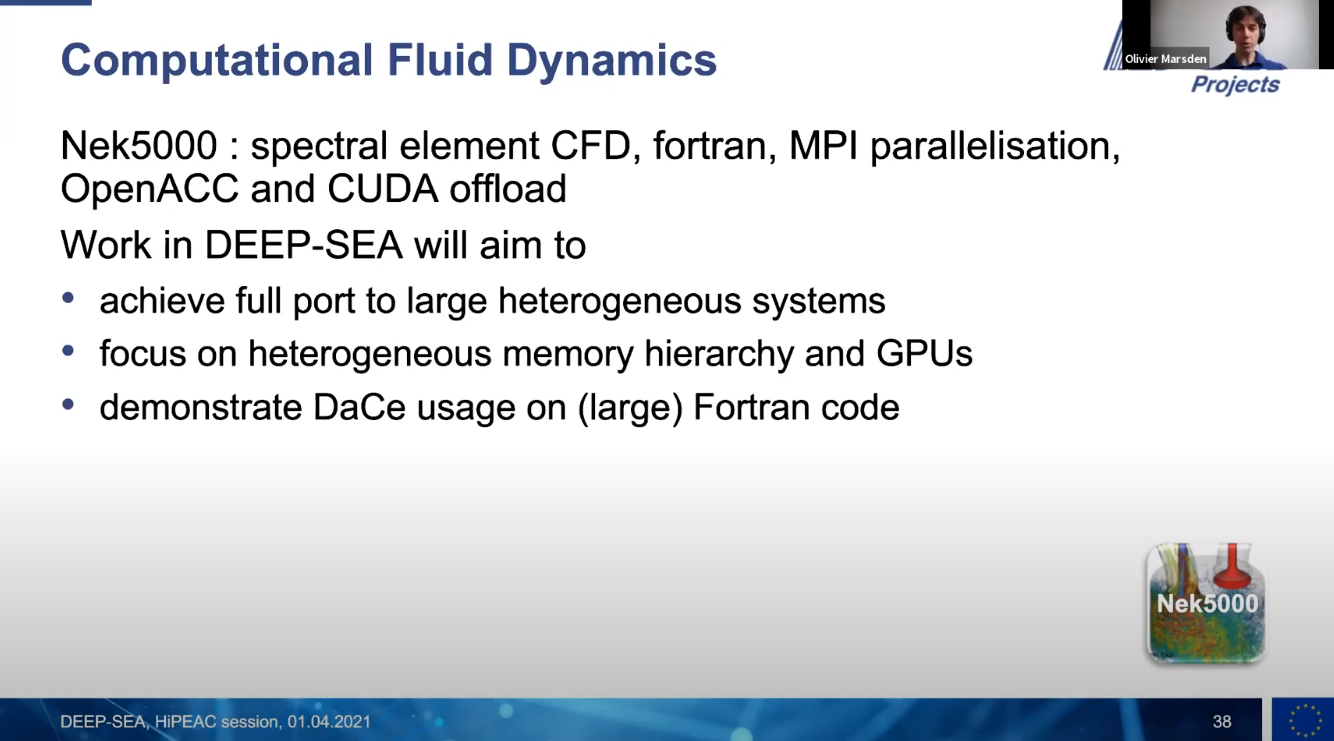 Computational Fluid Dynamics
Olivier Marsden
Projects
Nek5000 : spectral element CFD, fortran, MPI parallelisation,
OpenACC and CUDA offload
Work in DEEP-SEA will aim to
• achieve full port to large heterogeneous systems
• focus on heterogeneous memory hierarchy and GPUs
• demonstrate DaCe usage on (large) Fortran code
Nek5000
DEEP-SEA, HiPEAC session, 01.04.2021
38